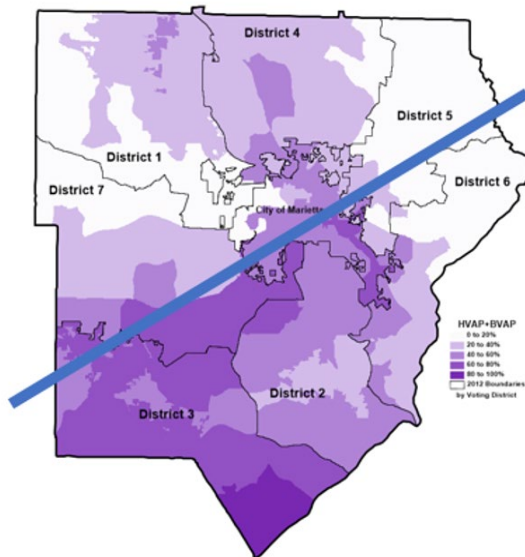 District 4
District 5
District 1
District 7
District 6
City of Marietta
HVAP+BVAP
0 to 20%
20 to 40%
40 to 60%
60 to 80%
80 to 100%
2012 Boundaries
by Voting District
District 2
District 3